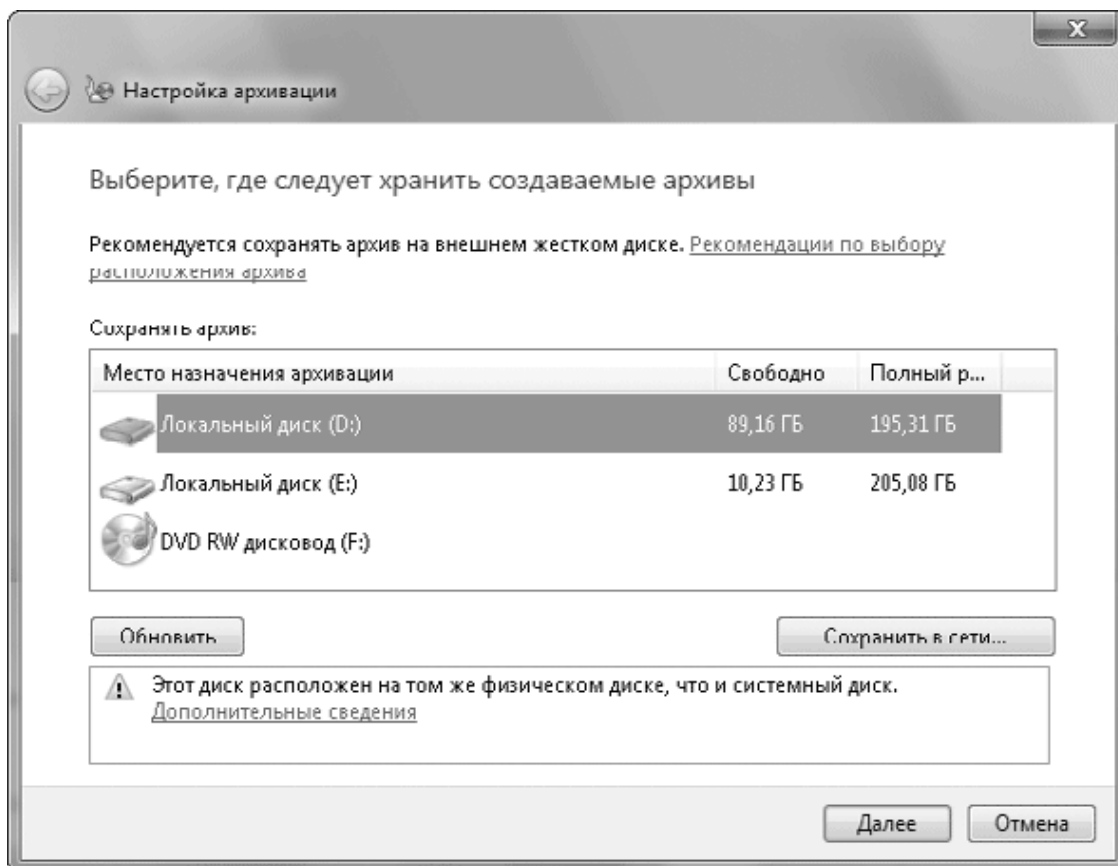 Настройка архивации
Выберите, где следует хранить создаваемые архивы
Рекомендуется сохранять архив на внешнем жестком диске. Рекомендации по выбору
расположения архива
Сохранять архив:
Место назначения архивации Свободно Полный р...
Локальный диск (D:) 89,16 ГБ 195,31 ГБ
Локальный диск (E:) 10,23 ГБ 205,08 ГБ
DVD RW дисковод (F:)
Обновить Сохранить в сети...
Этот диск расположен на том же физическом диске, что и системный диск.
Дополнительные сведения
Далее Отмена